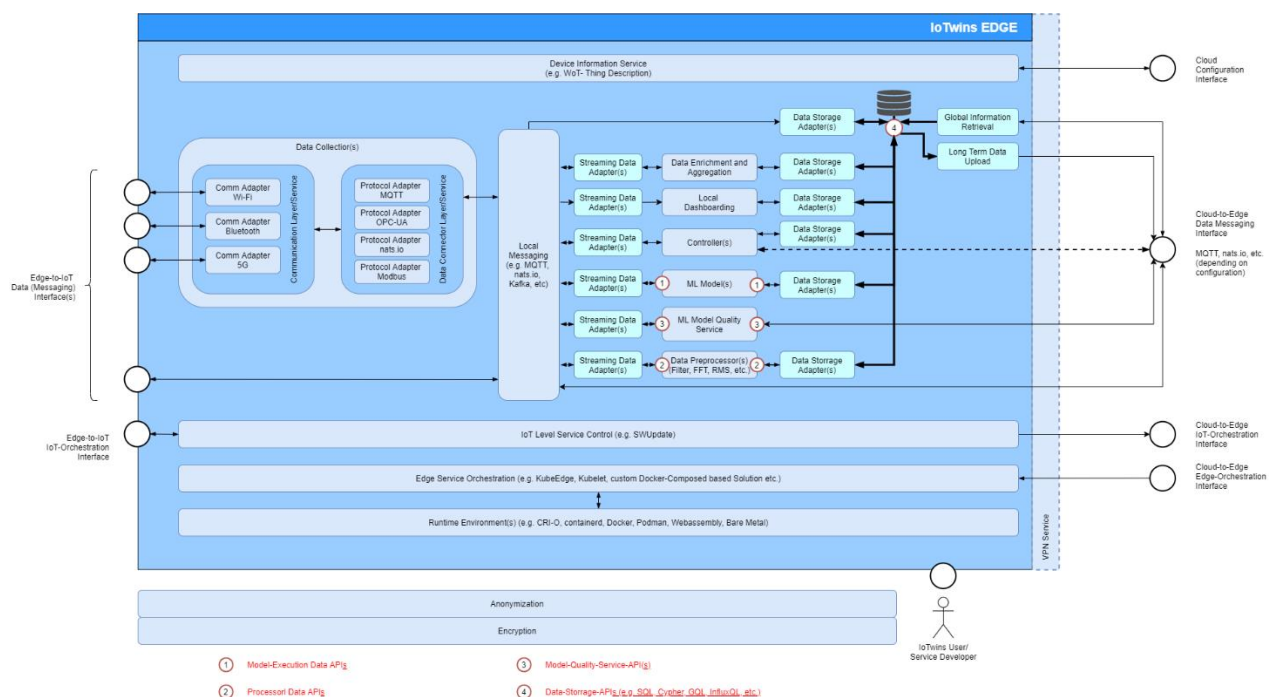 IoTwins EDGE
Device Information Service
(e.g. WoT- Thing Description)
Cloud
Configuration
Interface
Data Collectior(s)
Comm Adapter
Wi-Fi
Comm Adapter
Bluetooth
Comm Adapter
5G
Communication Layer/Service
Protocol Adapter
MQTT
Protocol Adapter
OPC-UA
Protocol Adapter
nats.io
Protocol Adapter
Modbus
Data Connector Layer/Service
Edge-to-IoT
Data (Messaging)
Interface(s)
Local
Messaging
(e.g. MQTT,
nats.io,
Kafka, etc)
Data Storage
Adapter(s)
4
Global Information
Retrieval
Long Term Data
Upload
Streaming Data
Adapter(s)
Data Enrichment and
Aggregation
Data Storage
Adapter(s)
Streaming Data
Adapter(s)
Local
Dashboarding
Data Storage
Adapter(s)
Streaming Data
Adapter(s)
Controller(s)
Data Storage
Adapter(s)
Streaming Data
Adapter(s)
1
ML Model(s)
1
Data Storage
Adapter(s)
Streaming Data
Adapter(s)
3
ML Model Quality
Service
3
Streaming Data
Adapter(s)
2
Data Preprocessor(s)
(Filter, FFT, RMS, etc.)
2
Data Storrage
Adapter(s)
Cloud-to-Edge
Data Messaging
Interface
MQTT, nats.io, etc.
(depending on
configuration)
Edge-to-IoT
IoT-Orchestration
Interface
IoT Level Service Control (e.g. SWUpdate)
Cloud-to-Edge
IoT-Orchestration
Interface
Edge Service Orchestration (e.g. KubeEdge, Kubelet, custom Docker-Composed based Solution etc.)
Cloud-to-Edge
Edge-Orchestration
Interface
Runtime Environment(s) (e.g. CRI-O, containerd, Docker, Podman, Webassembly, Bare Metal)
VPN Service
Anonymization
Encryption
IoTwins User/
Service Developer
1 Model-Execution Data APIs
3 Model-Quality-Service-API(s)
2 Processorl Data APIs
4 Data-Storrage-APIs (e.g. SQL, Cypher, GQL, InfluxQL, etc.)